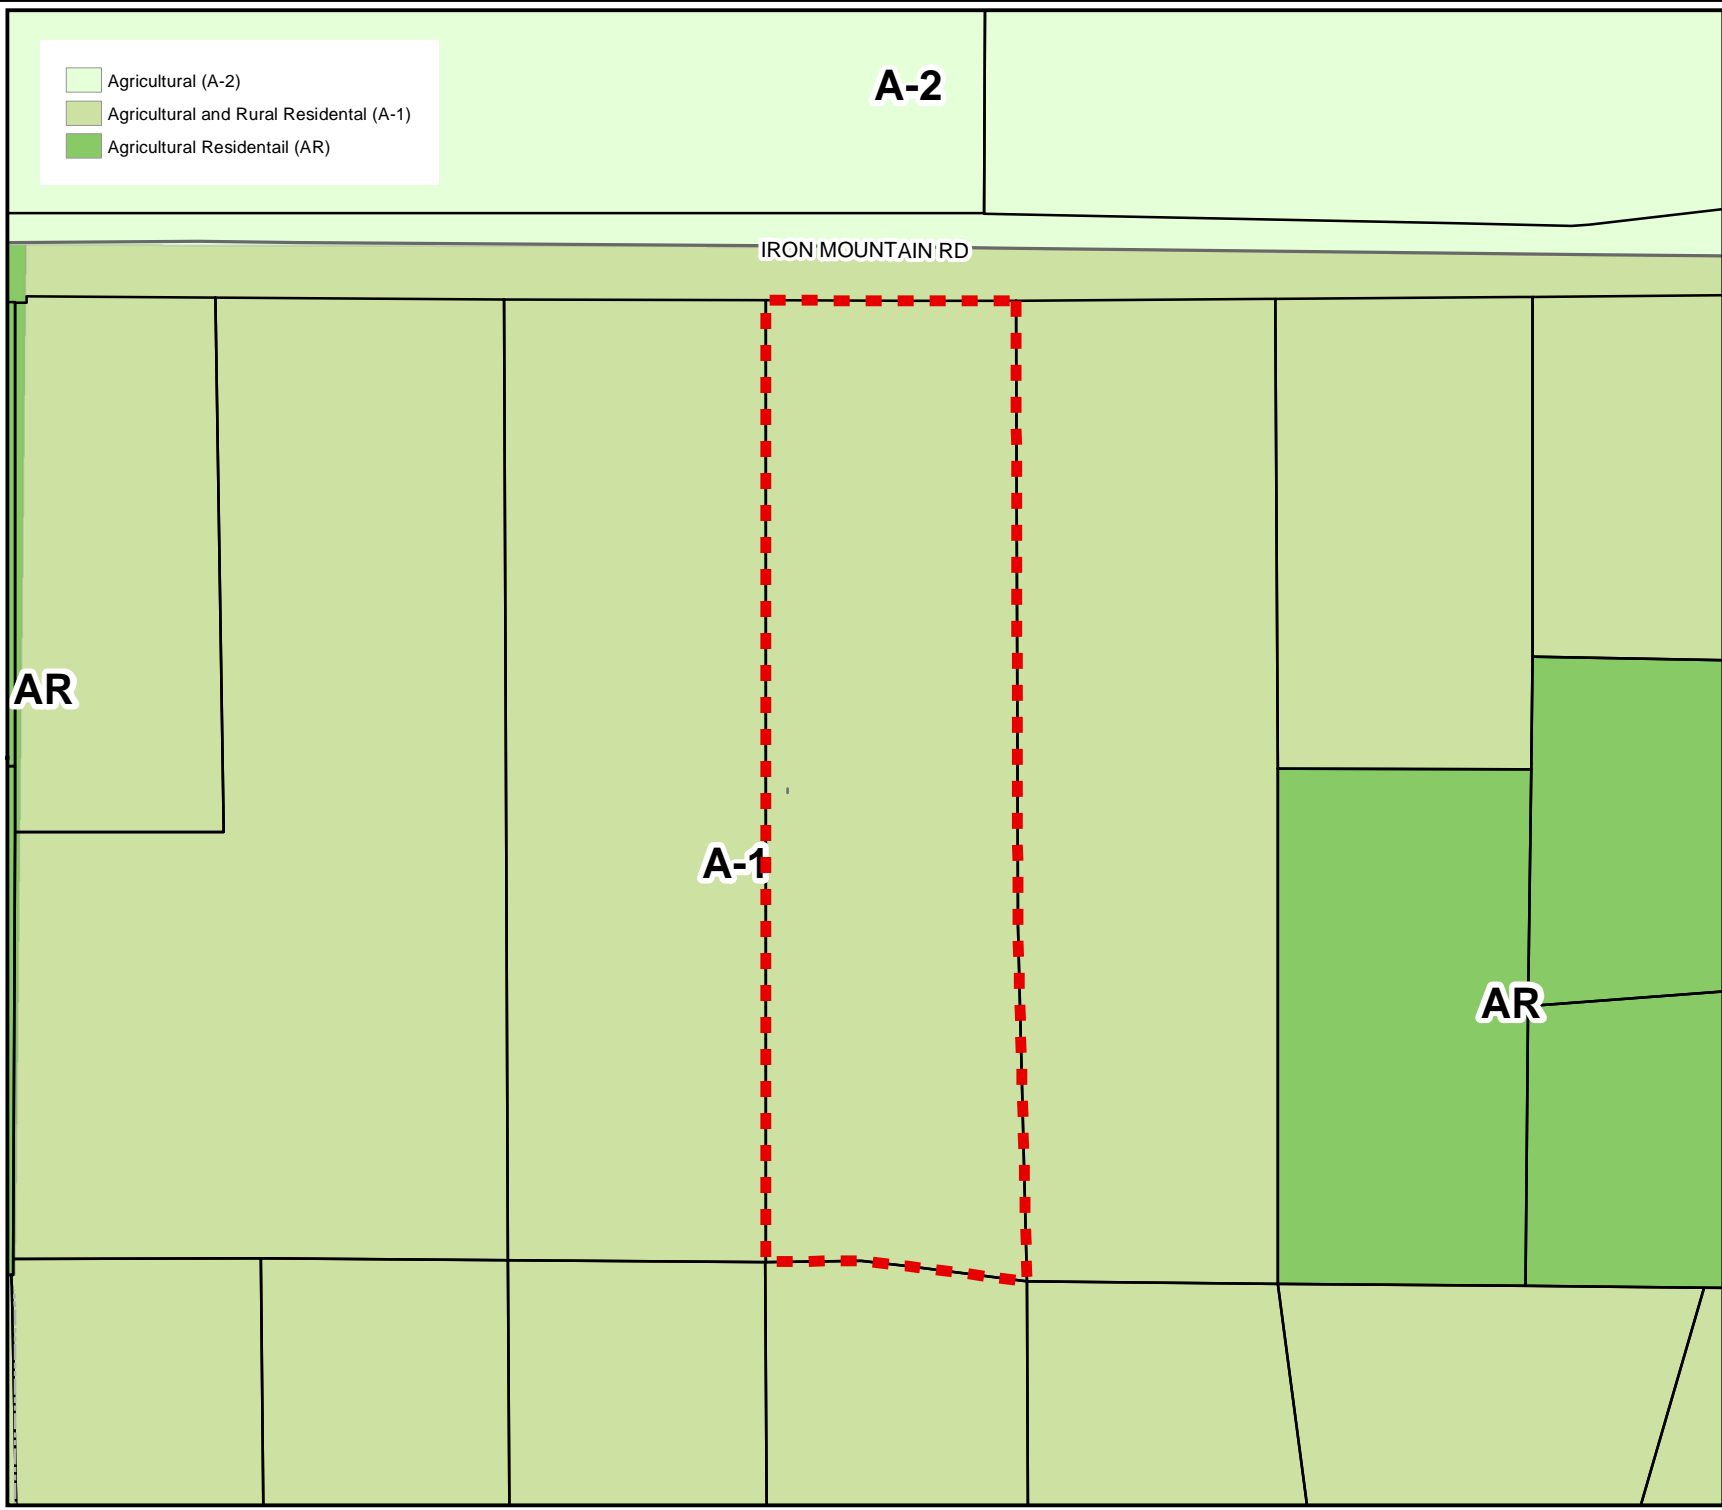 A-2
Agricultural (A-2)
Agricultural and Rural Residental (A-1)
Agricultural Residentail (AR)
IRON MOUNTAIN RD
AR
A-1
AR